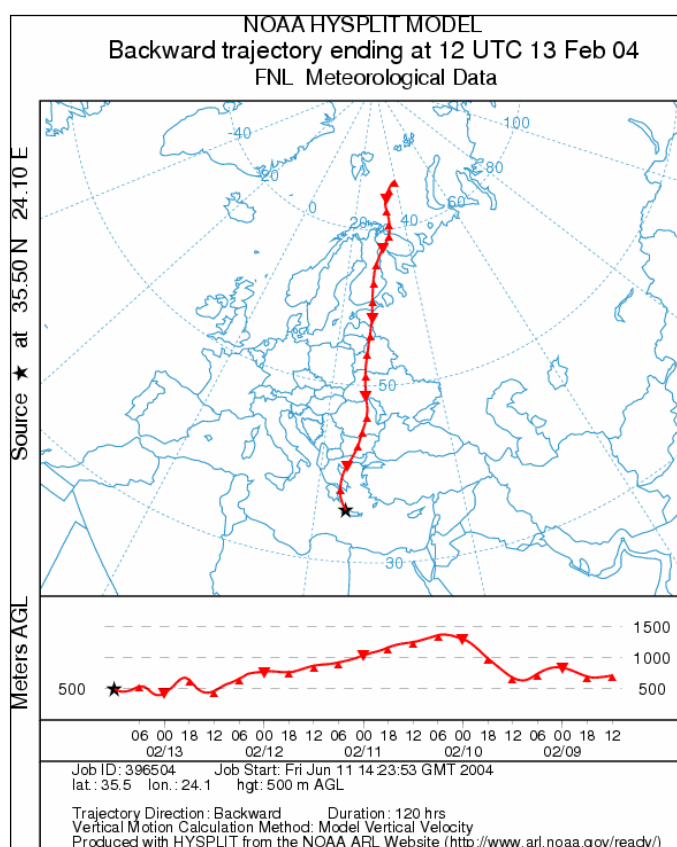 NOAA HYSPLIT MODEL
Backward trajectory ending at 12 UTC 13 Feb 04
FNL Meteorological Data
Source ★ at 35.50 N 24.10 E
-40
-20
0
20
40
60
80
100
50
30
Meters AGL
500
1500
1000
500
06 00 18 12 06 00 18 12 06 00 18 12 06 00 18 12 06 00 18 12
02/13 02/12 02/11 02/10 02/09
Job ID: 396504 Job Start: Fri Jun 11 14:23:53 GMT 2004
lat.: 35.5 lon.: 24.1 hgt: 500 m AGL
Trajectory Direction: Backward Duration: 120 hrs
Vertical Motion Calculation Method: Model Vertical Velocity
Produced with HYSPLIT from the NOAA ARL Website (http://www.arl.noaa.gov/ready/)